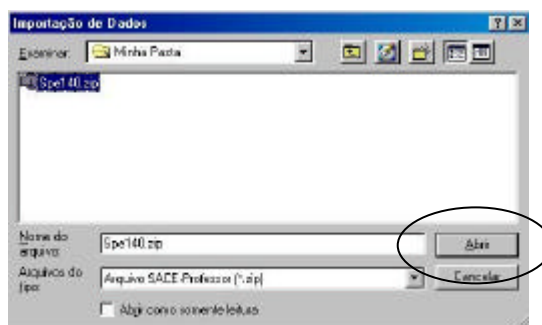 Importação de Dados
Examinar: Minha Pasta
Spe140.zip
Nome do arquivo: Spe140.zip Abrir
Arquivos do tipo: Arquivo SACE-Professor (*.zip) Cancelar
Abrir como somente leitura